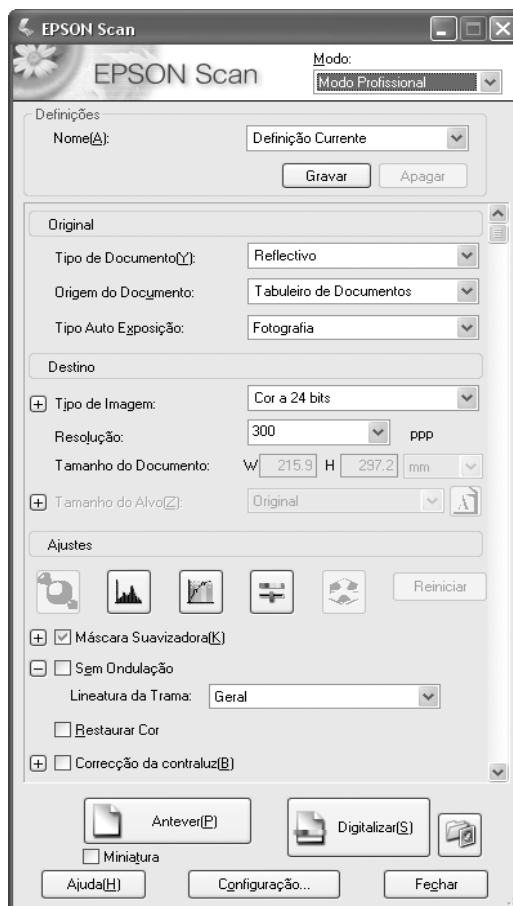 EPSON Scan
EPSON Scan
Modo:
Modo Profissional
Definições
Nome(A): Definição Currente
Gravar Apagar
Original
Tipo de Documento(Y): Reflectivo
Origem do Documento: Tabuleiro de Documentos
Tipo Auto Exposição: Fotografia
Destino
Tipo de Imagem: Cor a 24 bits
Resolução: 300 ppp
Tamanho do Documento: W 215.9 H 297.2 mm
Tamanho do Alvo(Z): Original
Ajustes
Reiniciar
Máscara Suavizadora(K)
Sem Ondulação
Lineatura da Trama: Geral
Restaurar Cor
Correcção da contraluz(B)
Antever(P) Digitalizar(S)
Miniatura
Ajuda(H) Configuração... Fechar